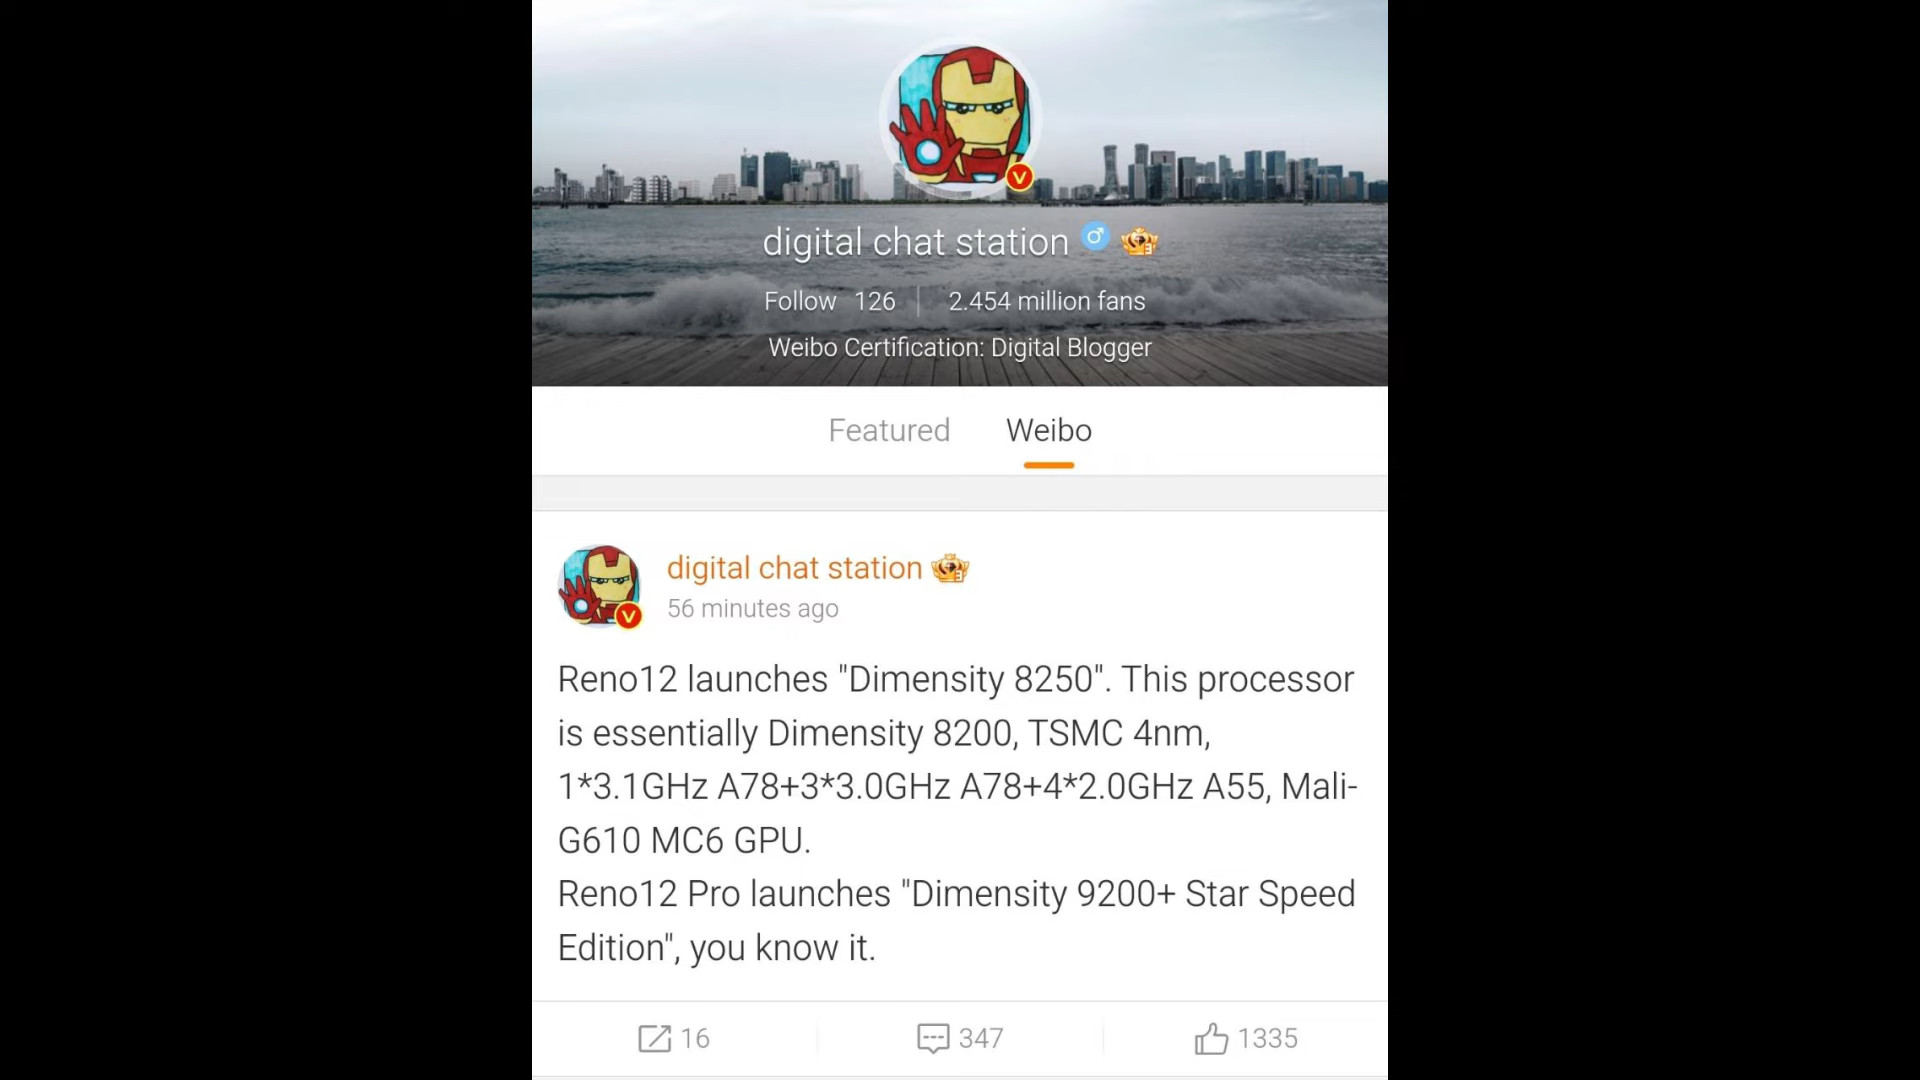 digital chat station
Follow 126 2.454 million fans
Weibo Certification: Digital Blogger
Featured Weibo
digital chat station
56 minutes ago
Reno12 launches "Dimensity 8250". This processor
is essentially Dimensity 8200, TSMC 4nm,
1*3.1GHz A78+3*3.0GHz A78+4*2.0GHz A55, Mali-
G610 MC6 GPU.
Reno12 Pro launches "Dimensity 9200+ Star Speed
Edition", you know it.
16 347 1335